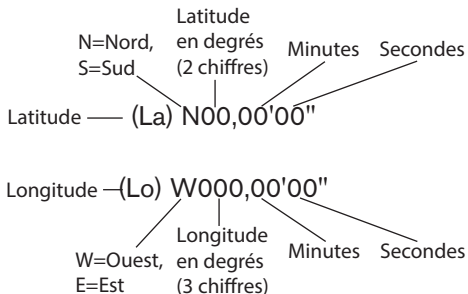 Latitude
N=Nord,
en degrés
Minutes
Secondes
S=Sud
(2 chiffres)
Latitude
(La) N00,00'00"
Longitude
(Lo) W000,00'00"
W=Ouest,
E=Est
Longitude
en degrés
(3 chiffres)
Minutes
Secondes